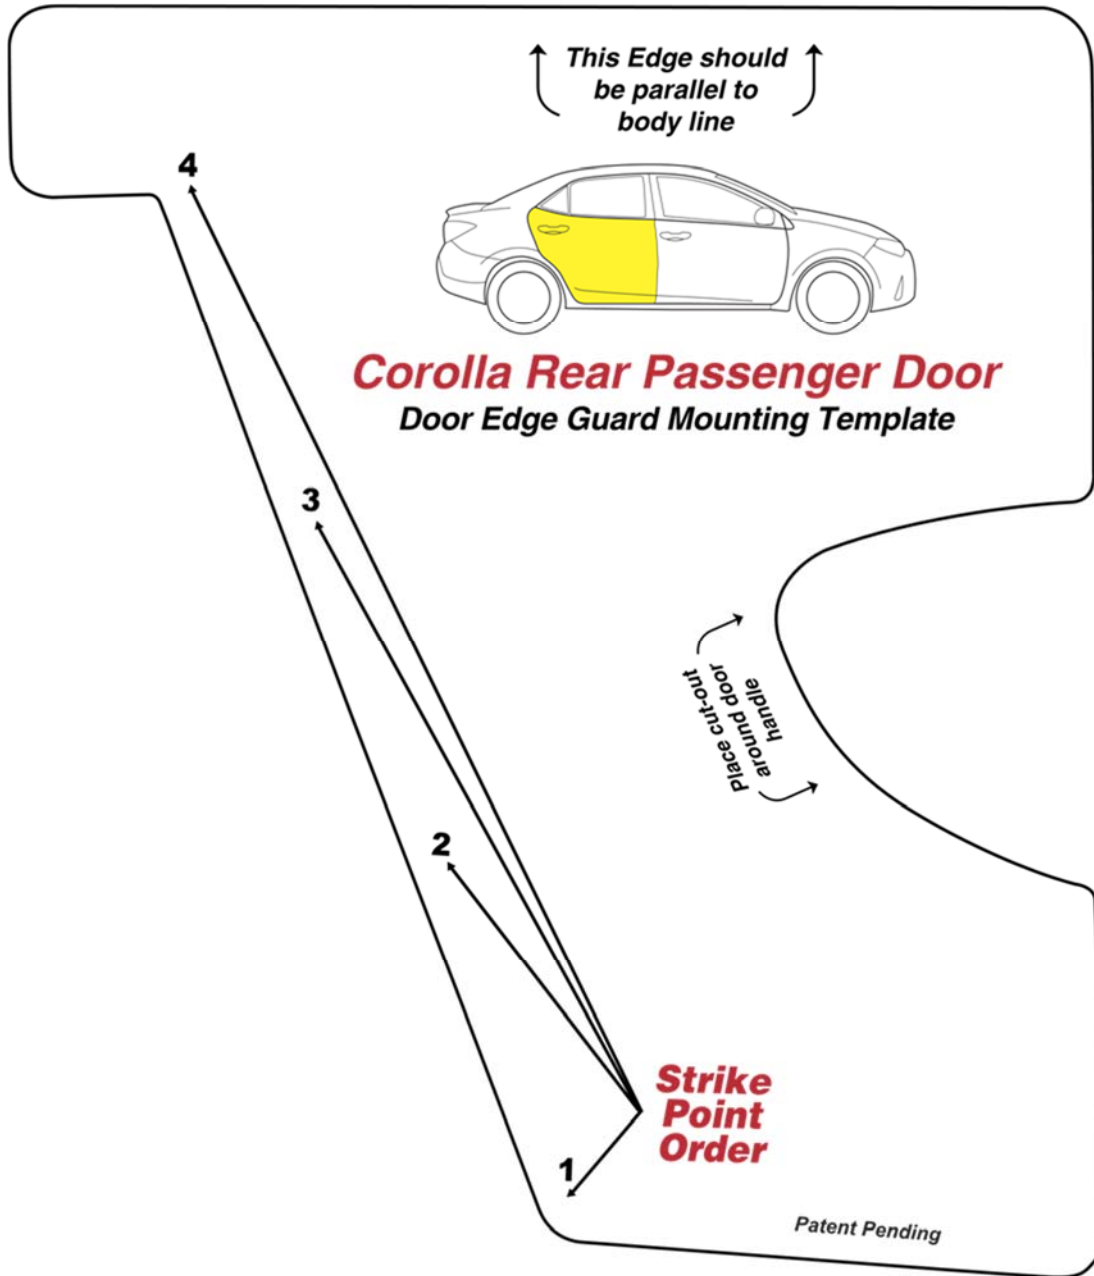 This Edge should
be parallel to
body line
4
Corolla Rear Passenger Door
Door Edge Guard Mounting Template
3
Place cut-out
around door
handle
2
Strike
Point
Order
1
Patent Pending